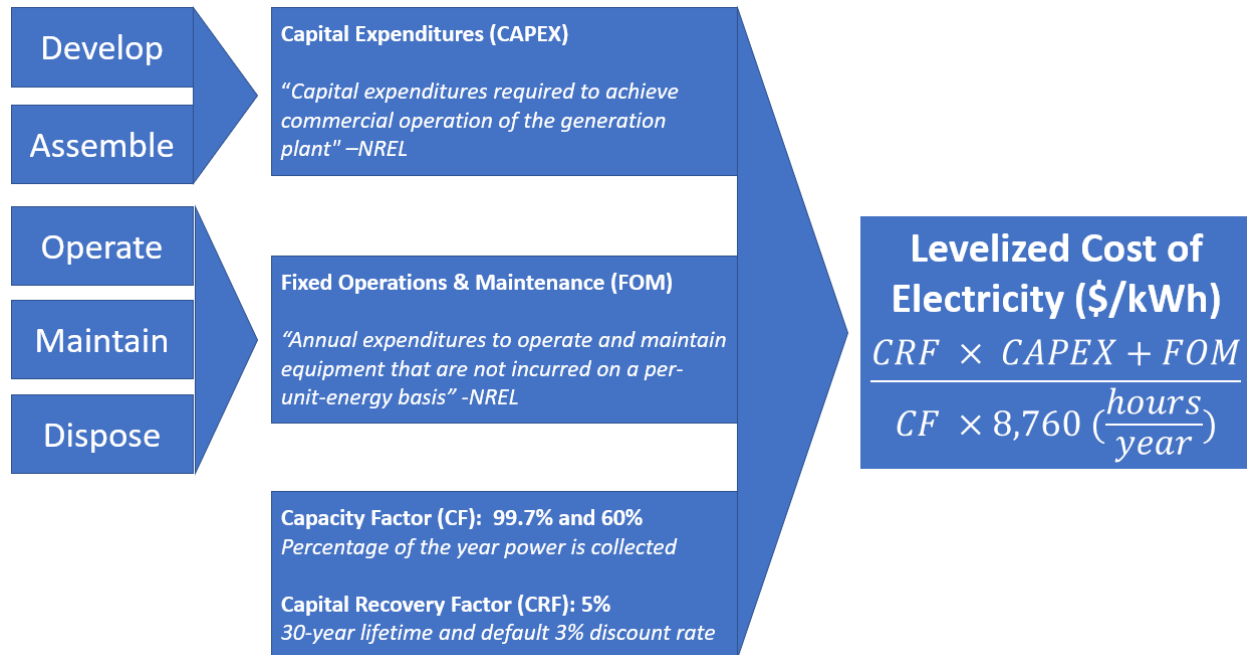 Develop
Assemble
Operate
Maintain
Dispose
Capital Expenditures (CAPEX)
“Capital expenditures required to achieve
commercial operation of the generation
plant" –NREL
Fixed Operations & Maintenance (FOM)
“Annual expenditures to operate and maintain
equipment that are not incurred on a per-
unit-energy basis” -NREL
Capacity Factor (CF):  99.7% and 60%
Percentage of the year power is collected
Capital Recovery Factor (CRF): 5%
30-year lifetime and default 3% discount rate
Levelized Cost of
Electricity ($/kWh)
CRF × CAPEX + FOM
CF × 8,760 (hours/year)